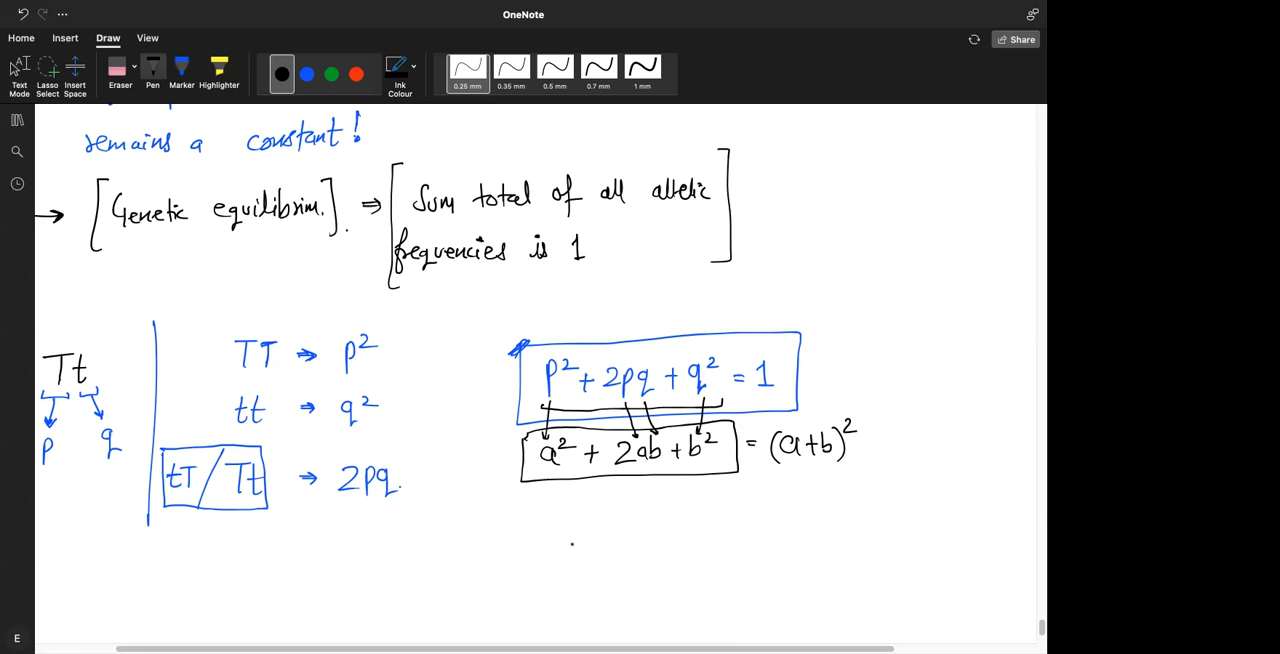 OneNote
Home Insert Draw View
Share
Text Mode
Lasso Select
Insert Space
Eraser
Pen
Marker
Highlighter
Ink Colour
0.25 mm
0.35 mm
0.5 mm
0.7 mm
1 mm
remains a constant!
→ [Genetic equilibrim.] ⇒ [Sum total of all allelic
frequencies is 1]
Tt
p q
TT → p²
tt → q²
tT/Tt → 2pq.
p² + 2pq + q² = 1
a² + 2ab + b² = (a+b)²
E